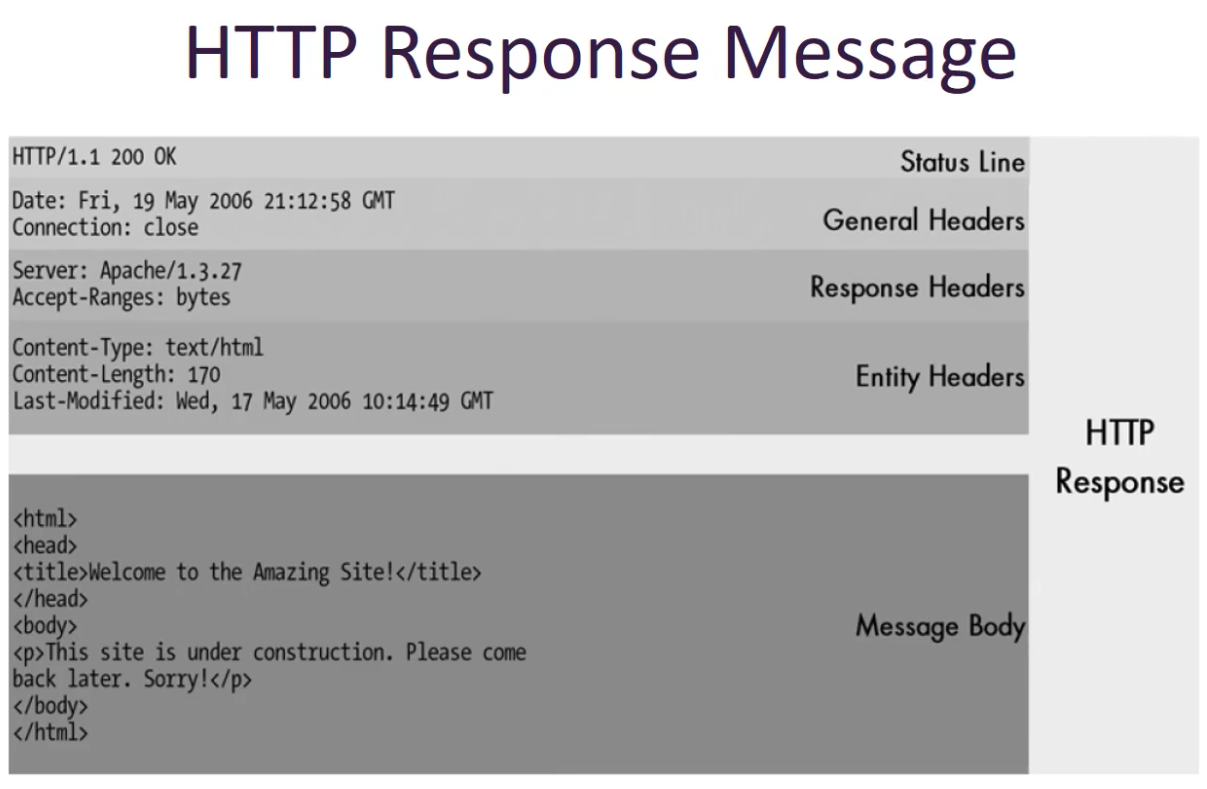 HTTP Response Message
HTTP/1.1 200 OK
Status Line
Date: Fri, 19 May 2006 21:12:58 GMT
Connection: close
General Headers
Server: Apache/1.3.27
Accept-Ranges: bytes
Response Headers
Content-Type: text/html
Content-Length: 170
Last-Modified: Wed, 17 May 2006 10:14:49 GMT
Entity Headers
<html>
<head>
<title>Welcome to the Amazing Site!</title>
</head>
<body>
<p>This site is under construction. Please come
back later. Sorry!</p>
</body>
</html>
Message Body
HTTP
Response